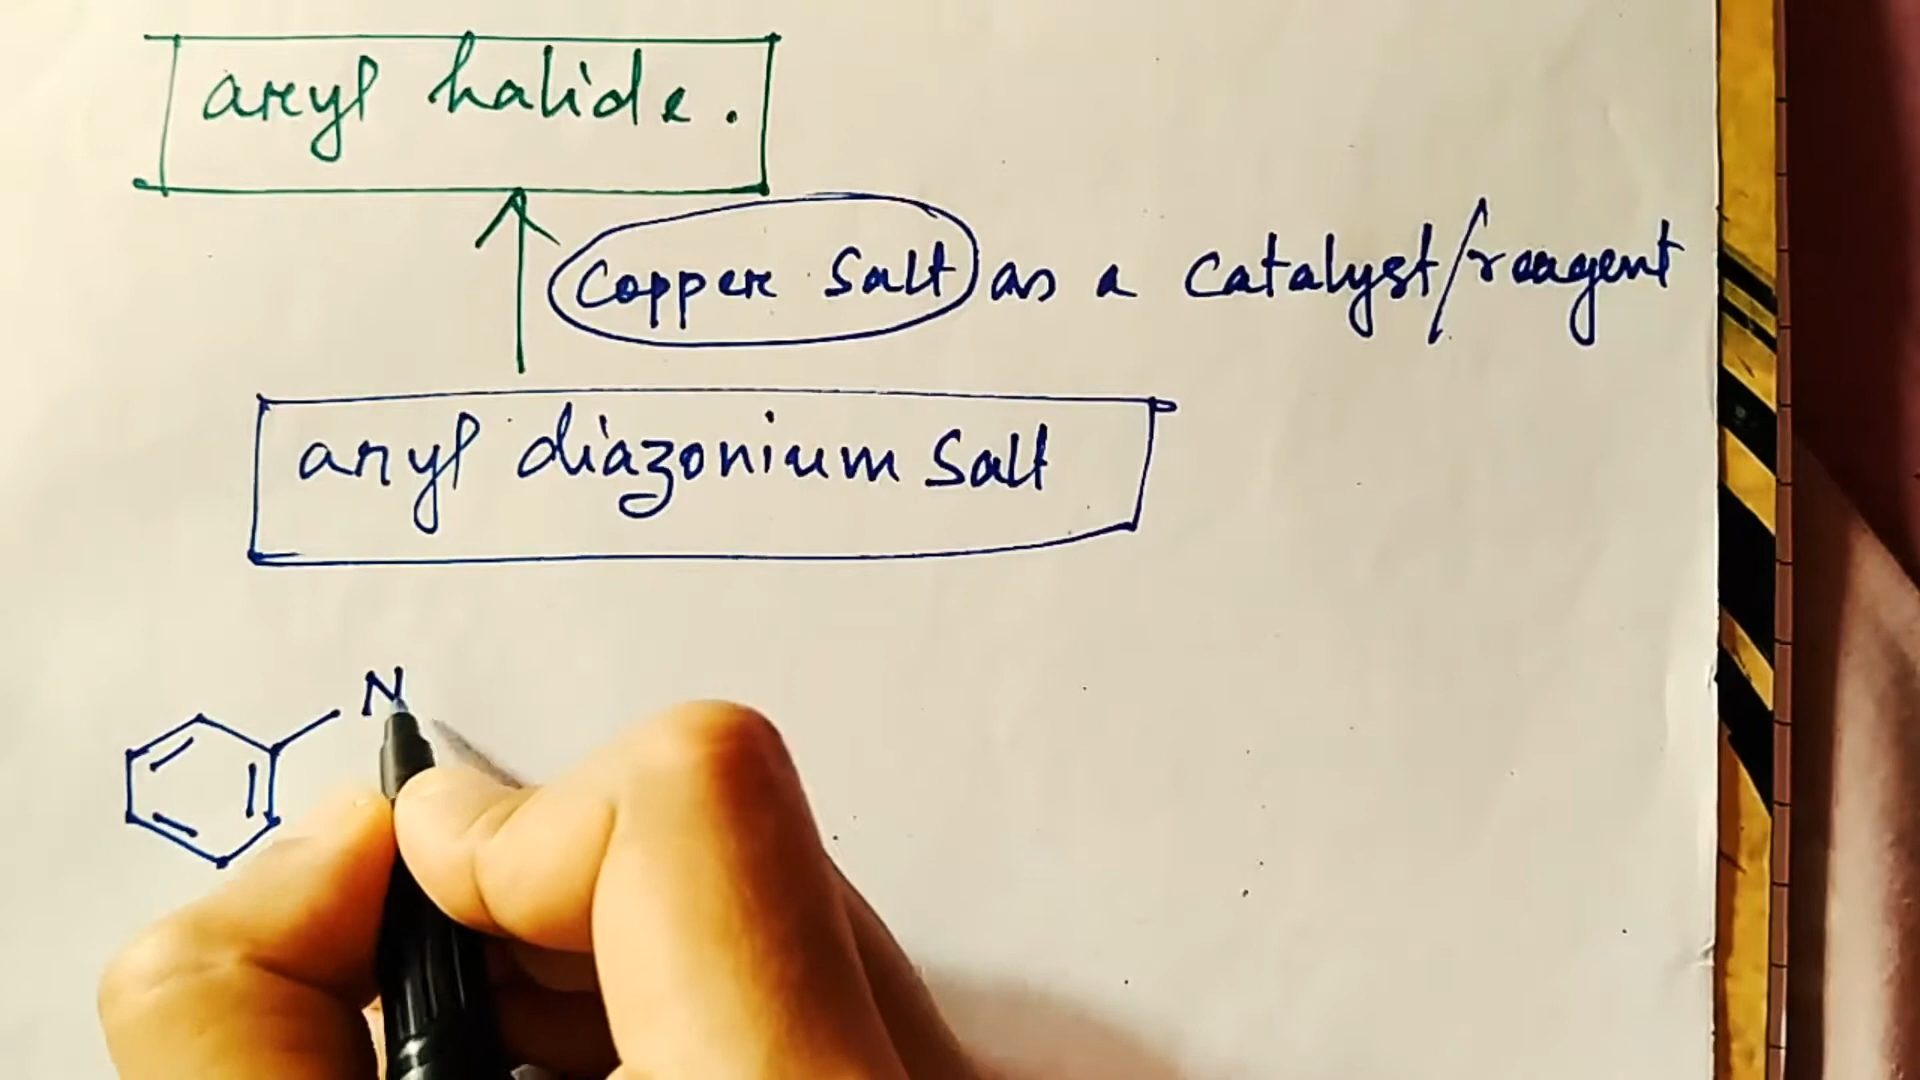 aryl halide.
Copper Salt as a Catalyst/reagent
aryl diazonium Salt
N